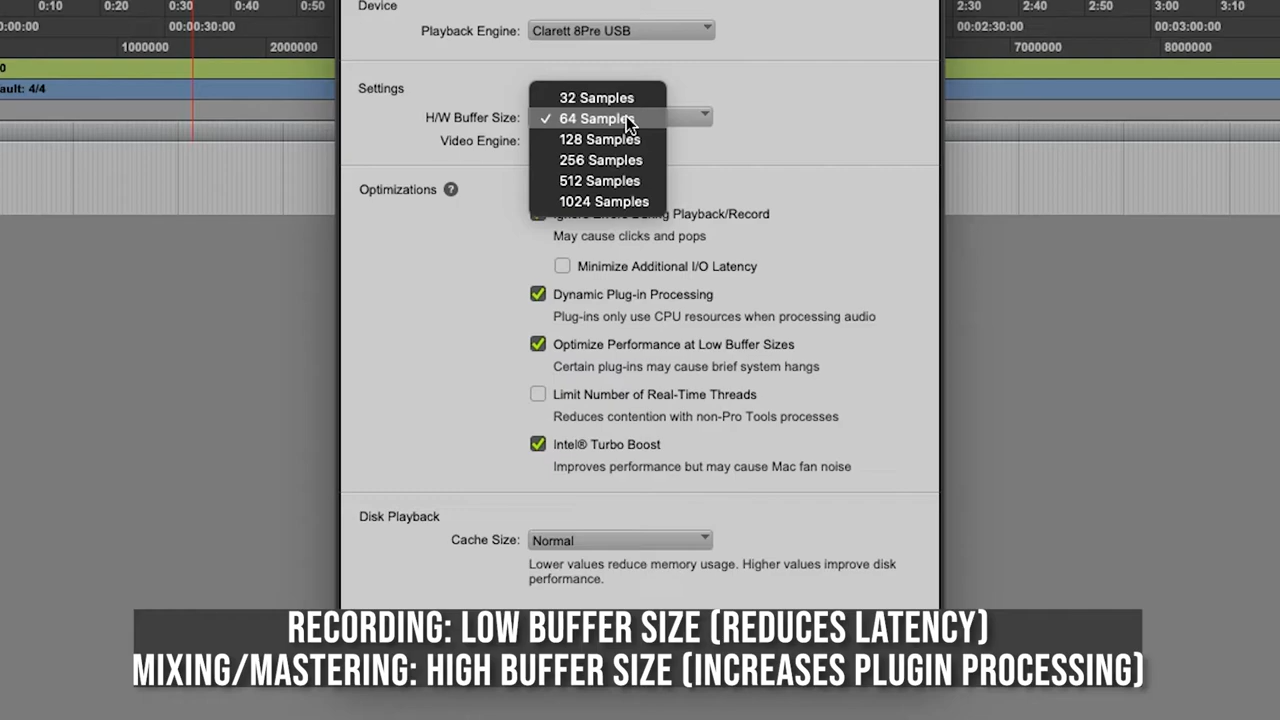 0:10 0:20 0:30 0:40 0:50 2:30 2:40 2:50 3:00 3:10
0:00:00 00:00:30 00:02:30 00:03:00:00
1000000 2000000 7000000 8000000
0
ault: 4/4
Device
Playback Engine: Clarett 8Pre USB
Settings
32 Samples
H/W Buffer Size: ✓ 64 Samples
Video Engine: 128 Samples
256 Samples
Optimizations ? 512 Samples
1024 Samples
Ignore Errors During Playback/Record
May cause clicks and pops
Minimize Additional I/O Latency
Dynamic Plug-in Processing
Plug-ins only use CPU resources when processing audio
Optimize Performance at Low Buffer Sizes
Certain plug-ins may cause brief system hangs
Limit Number of Real-Time Threads
Reduces contention with non-Pro Tools processes
Intel® Turbo Boost
Improves performance but may cause Mac fan noise
Disk Playback
Cache Size: Normal
Lower values reduce memory usage. Higher values improve disk
performance.
RECORDING: LOW BUFFER SIZE (REDUCES LATENCY)
MIXING/MASTERING: HIGH BUFFER SIZE (INCREASES PLUGIN PROCESSING)